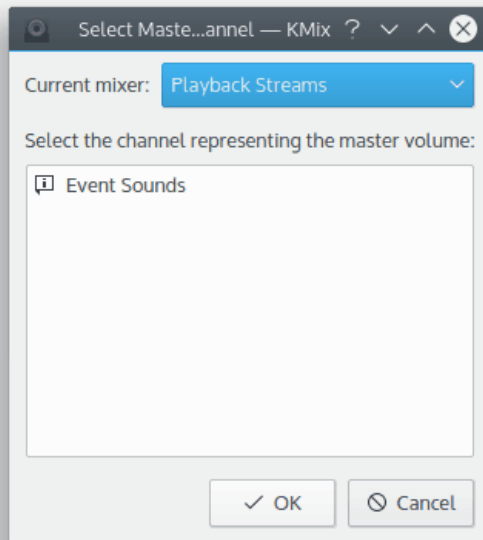 Select Maste...annel — KMix
Current mixer: Playback Streams
Select the channel representing the master volume:
Event Sounds
OK Cancel